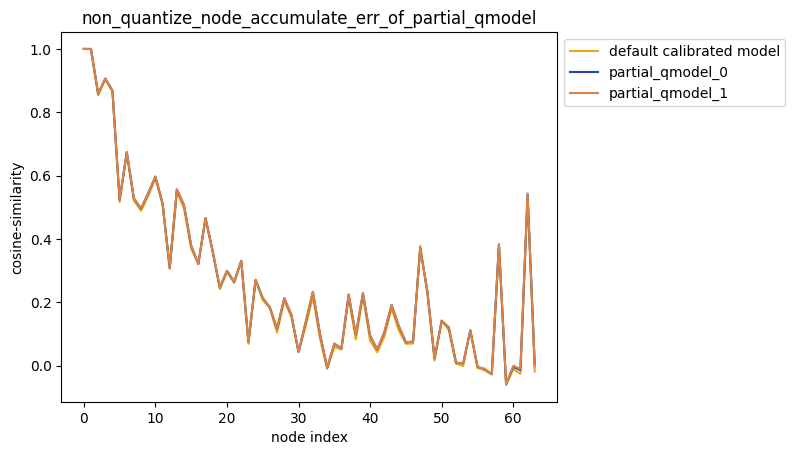 non_quantize_node_accumulate_err_of_partial_qmodel
default calibrated model
partial_qmodel_0
partial_qmodel_1
cosine-similarity
1.0
0.8
0.6
0.4
0.2
0.0
0 10 20 30 40 50 60
node index